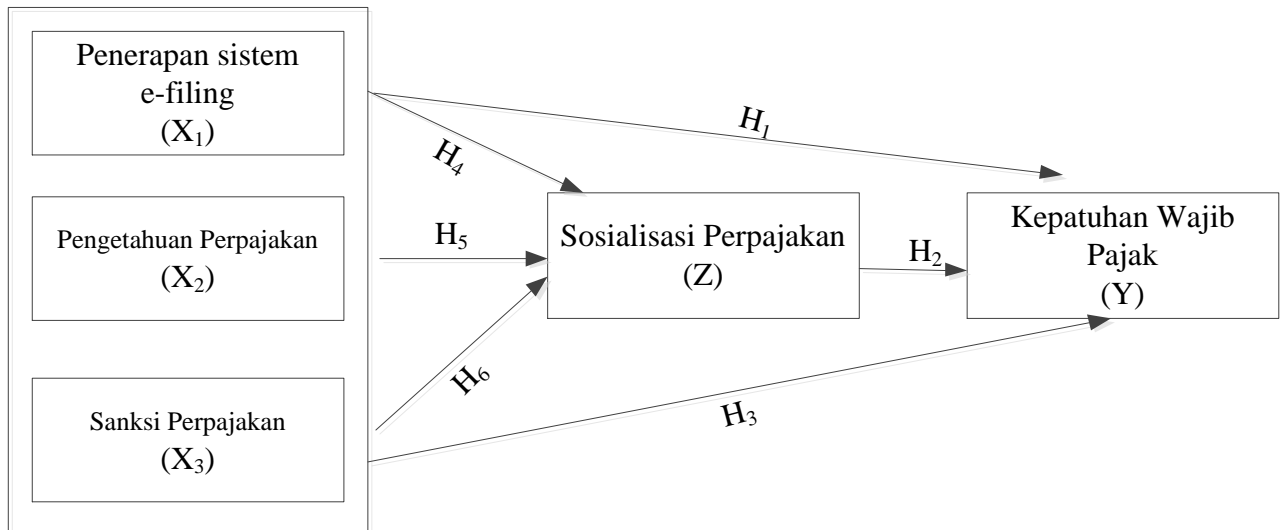 Penerapan sistem
e-filing
(X₁)
Pengetahuan Perpajakan
(X₂)
Sanksi Perpajakan
(X₃)
H₁
H₄
H₅
H₆
Sosialisasi Perpajakan
(Z)
H₂
H₃
Kepatuhan Wajib
Pajak
(Y)